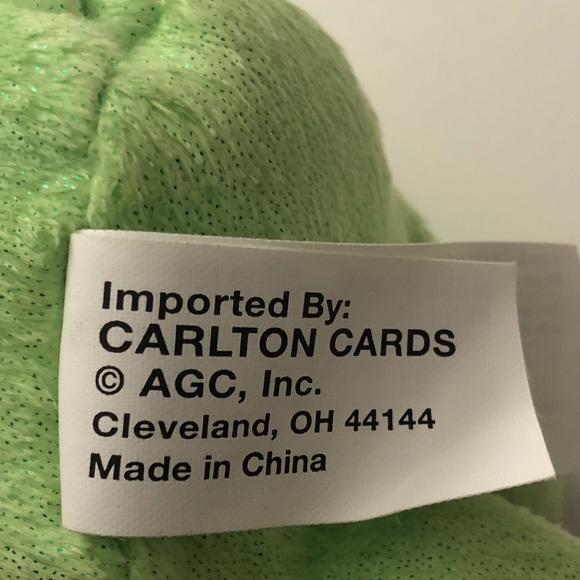 Imported By:
CARLTON CARDS
© AGC, Inc.
Cleveland, OH 44144
Made in China